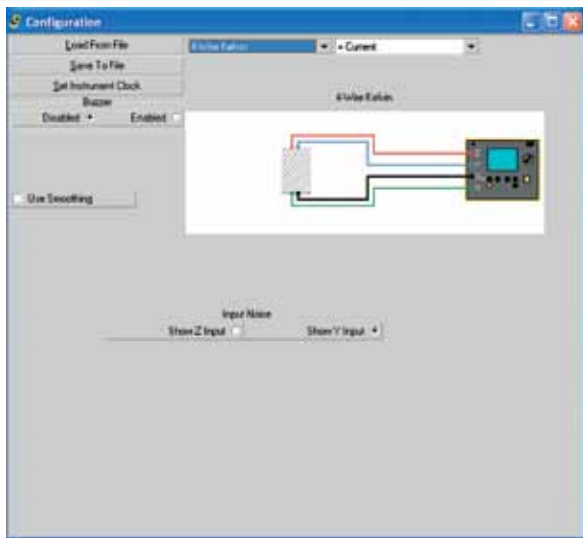 Configuration
Load From File
4-Wire Kelvin
+ Current
Save To File
Set Instrument Clock
Buzzer
4-Wire Kelvin
Disabled
Enabled
Use Smoothing
Input Noise
Show Z Input
Show Y Input